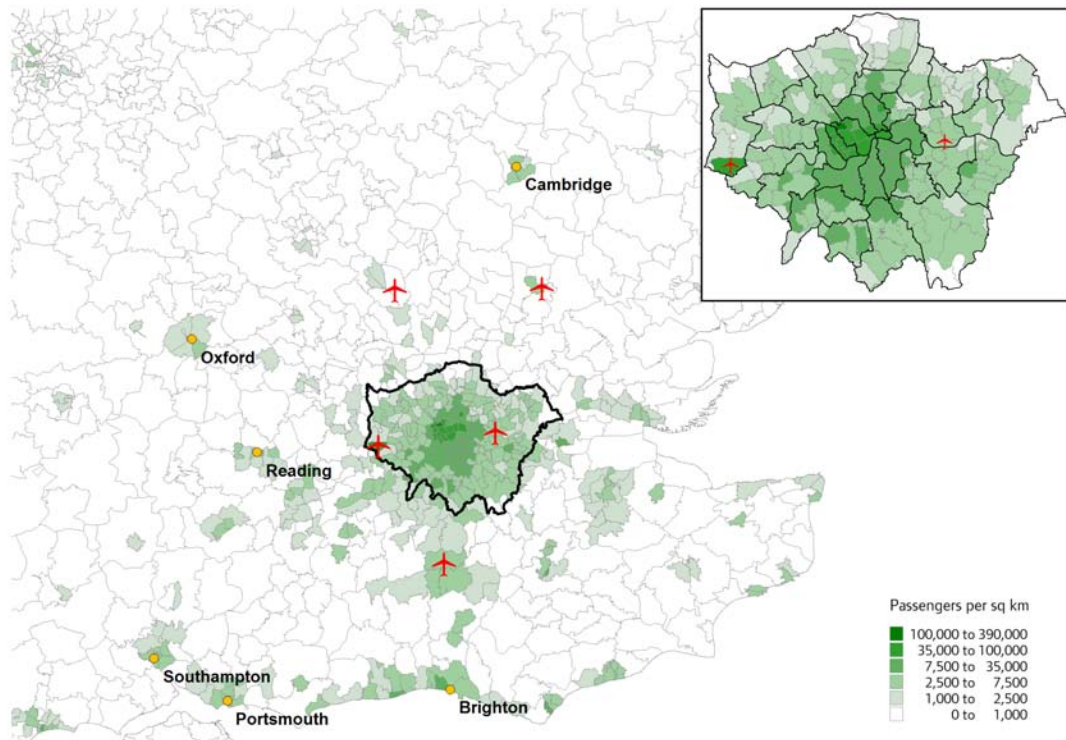 Cambridge
Oxford
Reading
Southampton
Portsmouth
Brighton
Passengers per sq km
100,000 to 390,000
35,000 to 100,000
7,500 to 35,000
2,500 to 7,500
1,000 to 2,500
0 to 1,000